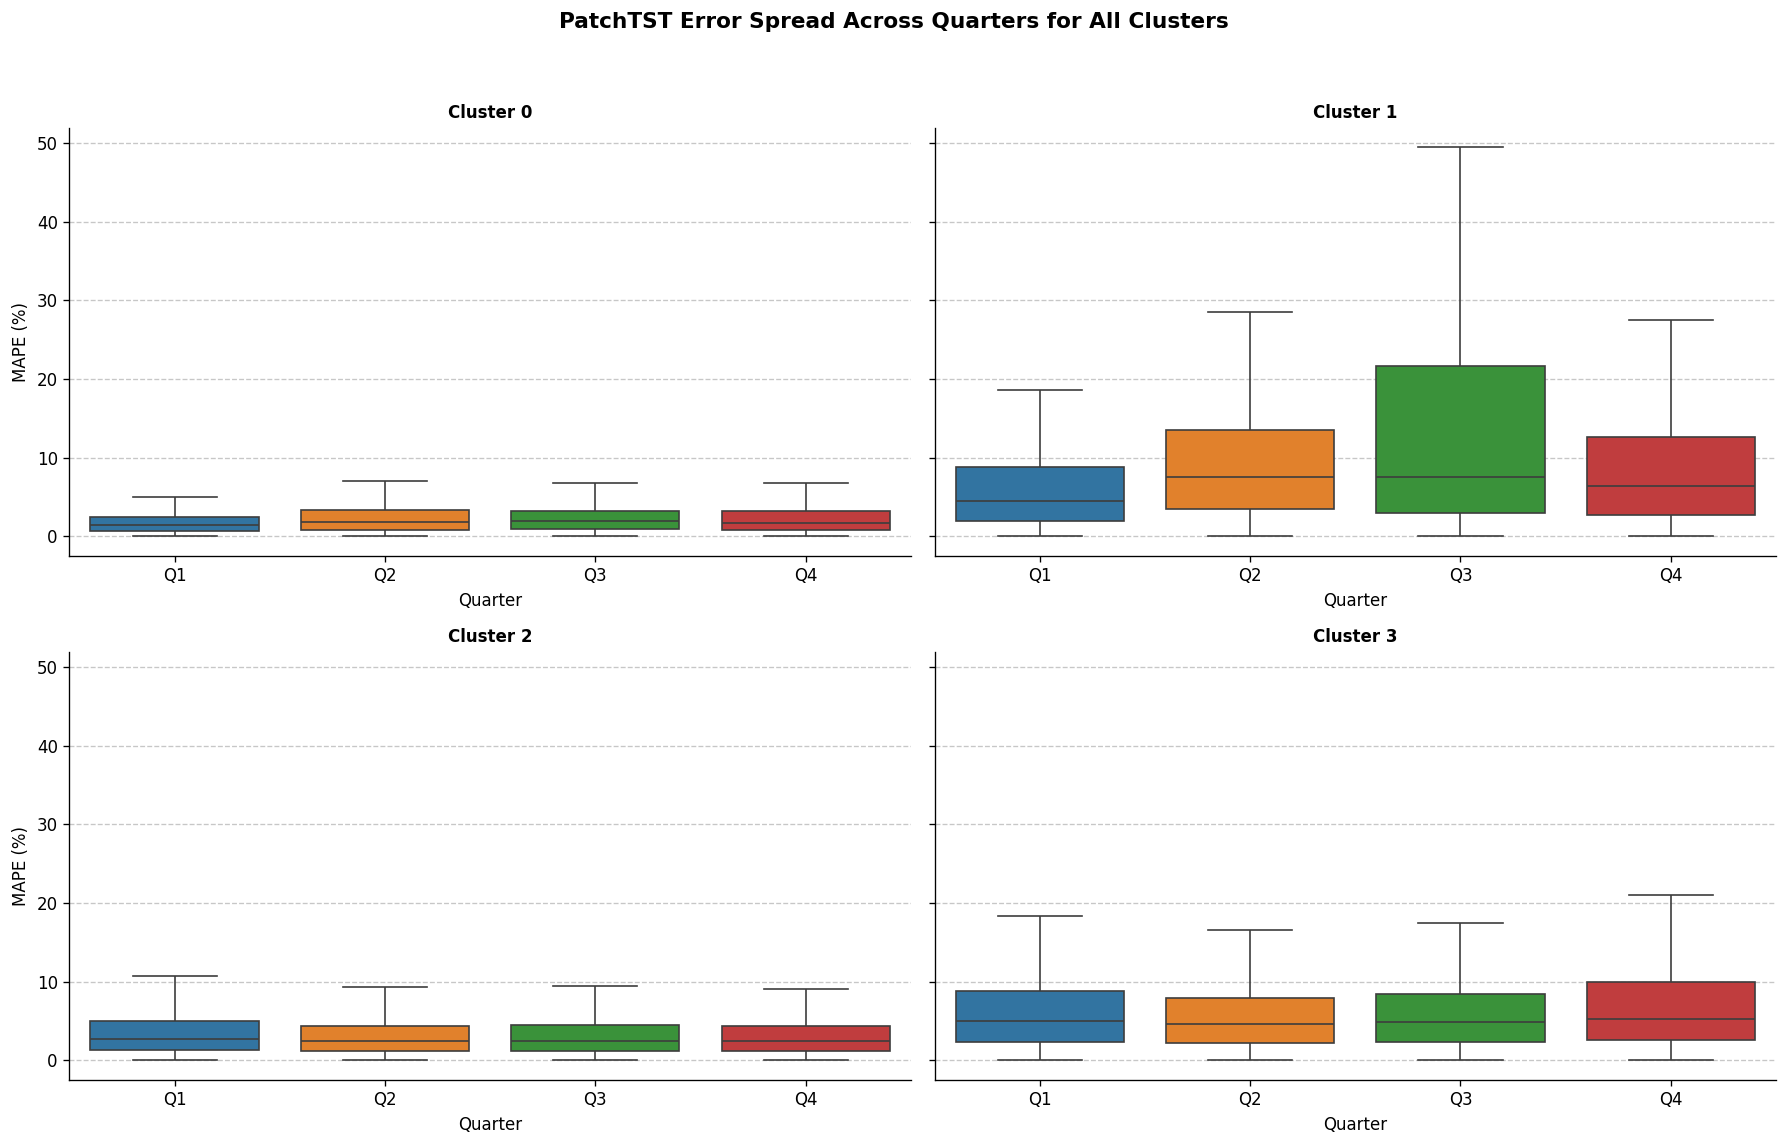 PatchTST Error Spread Across Quarters for All Clusters
Cluster 0
50
40
30
20
10
0
MAPE (%)
Q1 Q2 Q3 Q4
Quarter
Cluster 1
Q1 Q2 Q3 Q4
Quarter
Cluster 2
50
40
30
20
10
0
MAPE (%)
Q1 Q2 Q3 Q4
Quarter
Cluster 3
Q1 Q2 Q3 Q4
Quarter